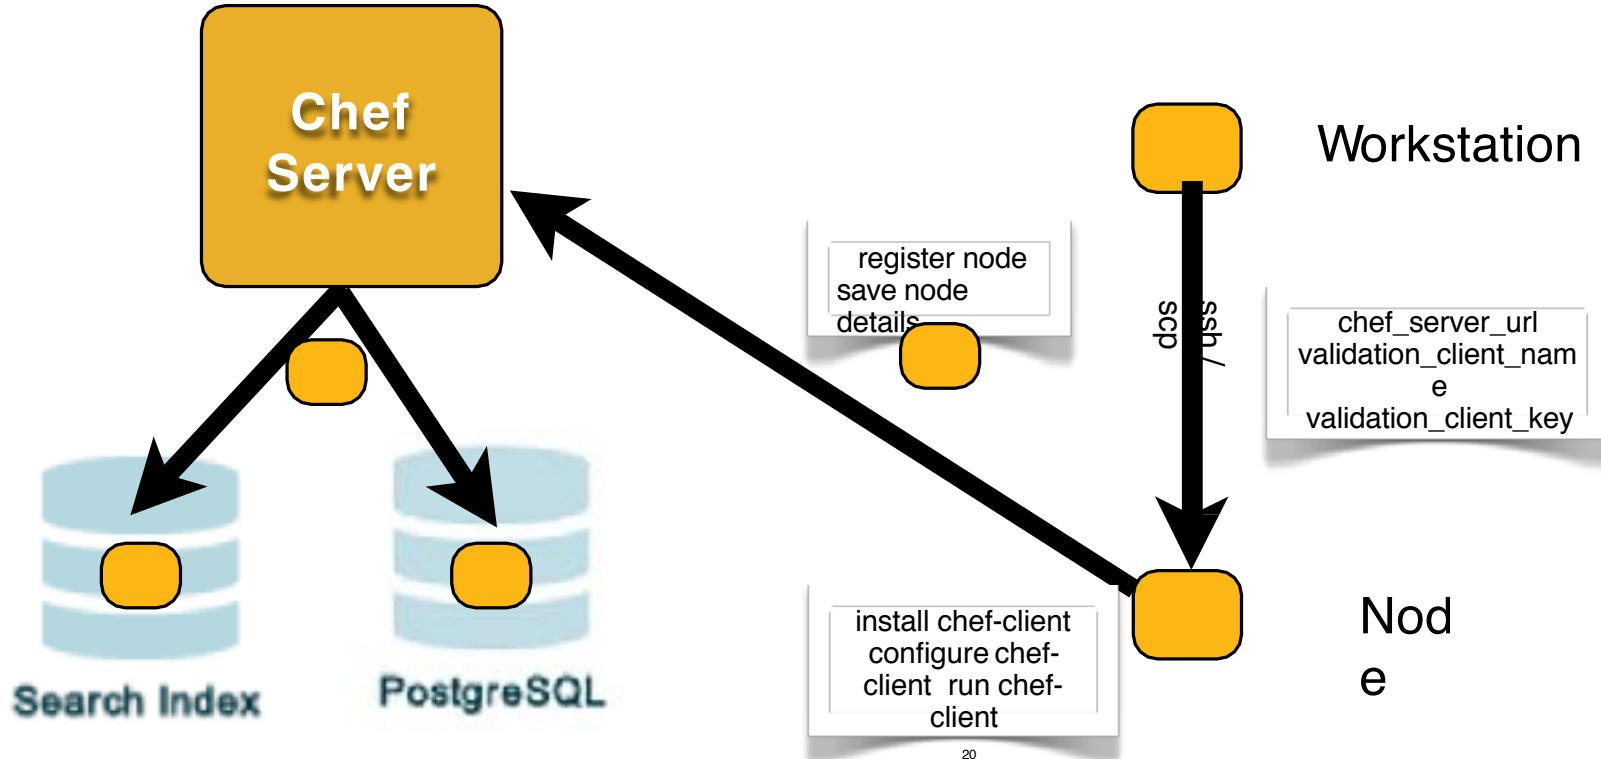 Chef
Server
Workstation
register node
save node
details
ssh /
scp
chef_server_url
validation_client_nam
e
validation_client_key
install chef-client
configure chef-
client run chef-
client
Nod
e
Search Index
PostgreSQL
20